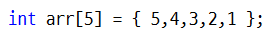 int arr[5] = { 5,4,3,2,1 };